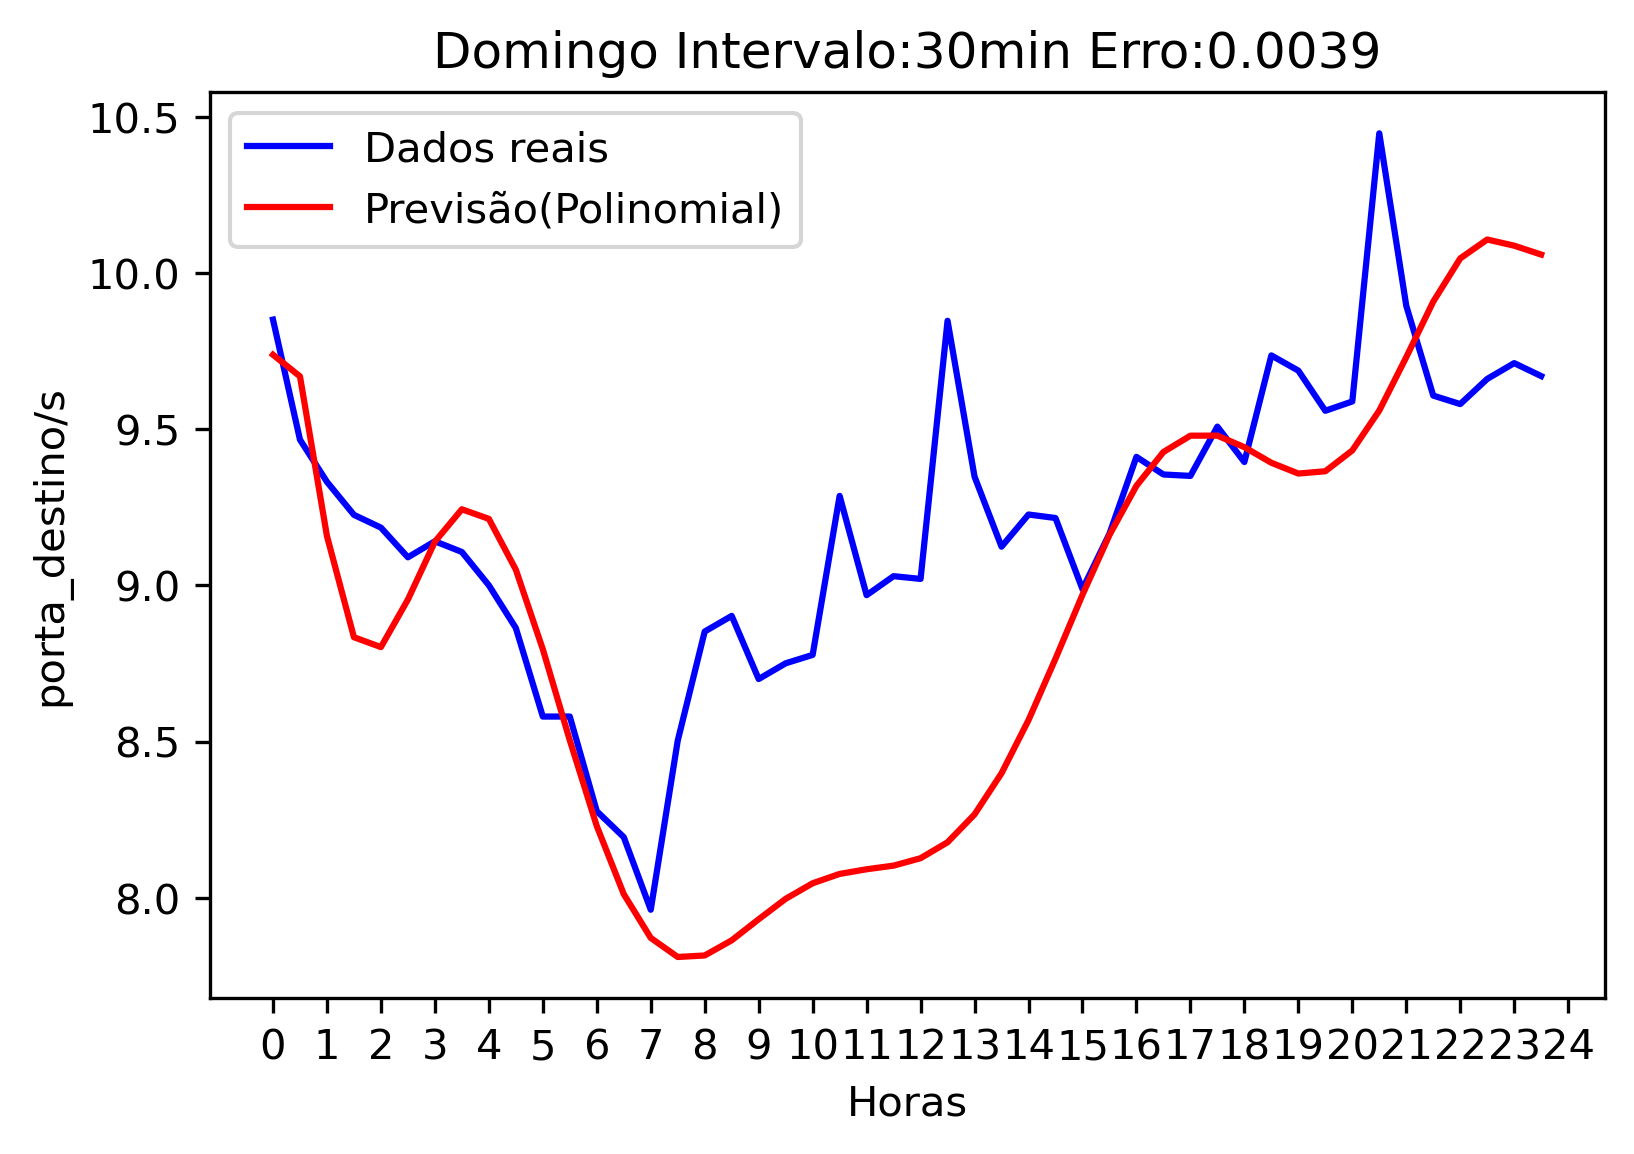 Domingo Intervalo:30min Erro:0.0039
Dados reais
Previsão(Polinomial)
10.5
10.0
9.5
9.0
8.5
8.0
porta_destino/s
0 1 2 3 4 5 6 7 8 9 10 11 12 13 14 15 16 17 18 19 20 21 22 23 24
Horas